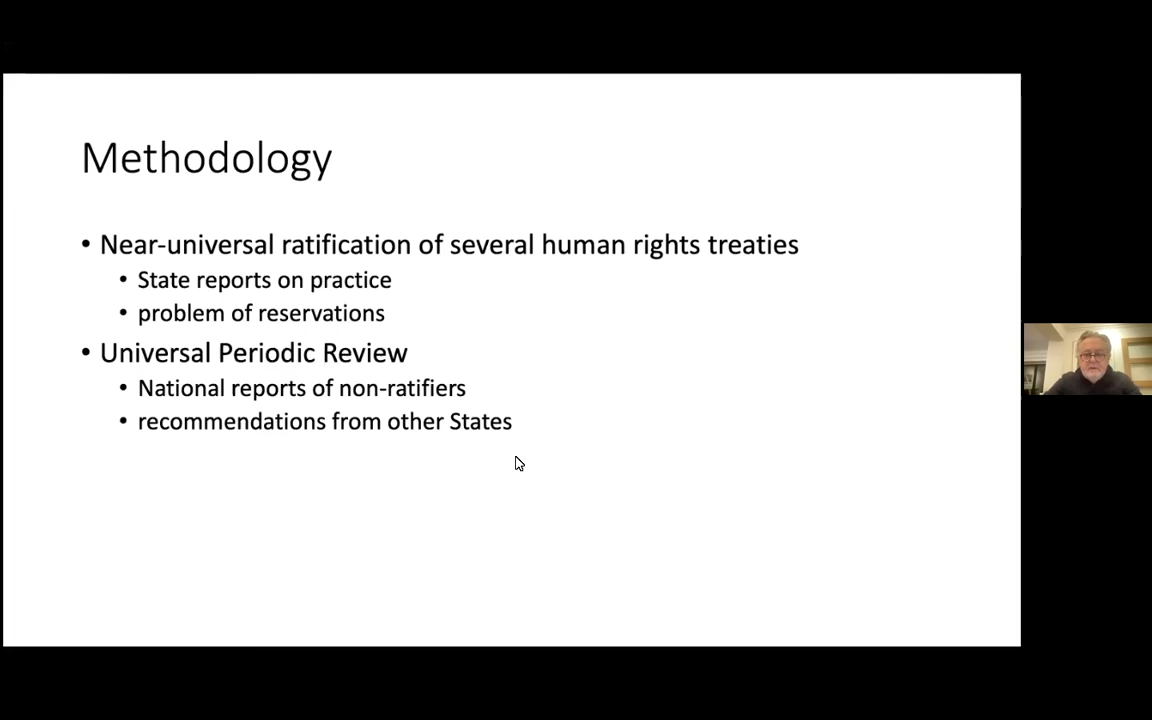 Methodology
• Near-universal ratification of several human rights treaties
• State reports on practice
• problem of reservations
• Universal Periodic Review
• National reports of non-ratifiers
• recommendations from other States